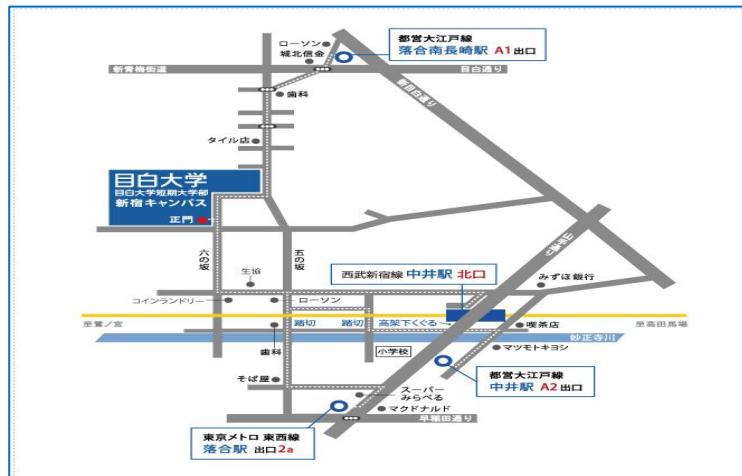 都営大江戸線
落合南長崎駅 A1出口
ローソン
城北信金
新青梅街道
目白通り
歯科
新目白通り
タイル店
目白大学
目白大学短期大学部
新宿キャンパス
正門
六の坂
五の坂
山手通り
西武新宿線 中井駅 北口
みずほ銀行
生協
コインランドリー
ローソン
至鷺ノ宮
踏切
踏切
高架下くぐる
喫茶店
至高田馬場
妙正寺川
歯科
小学校
マツモトキヨシ
都営大江戸線
中井駅 A2出口
そば屋
スーパー
みらべる
マクドナルド
早稲田通り
東京メトロ 東西線
落合駅 出口2a